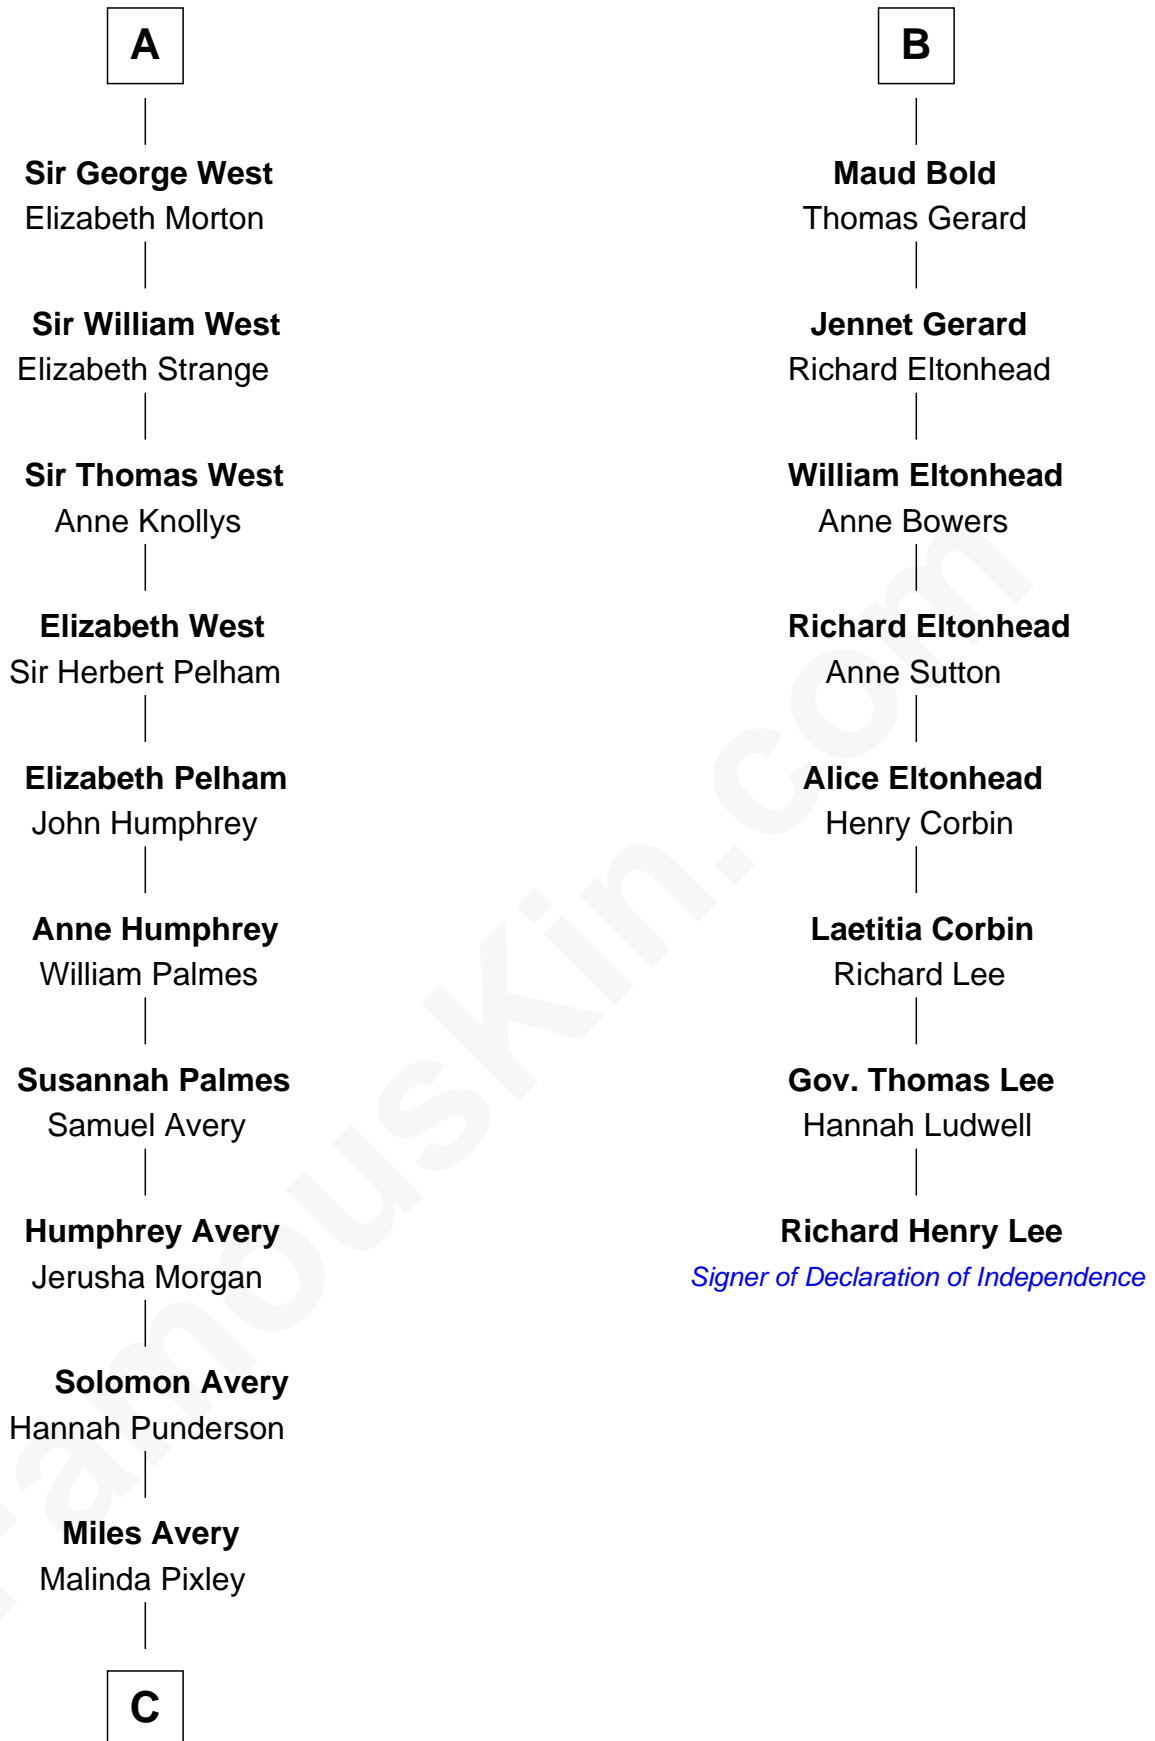 A
Sir George West
Elizabeth Morton
Sir William West
Elizabeth Strange
Sir Thomas West
Anne Knollys
Elizabeth West
Sir Herbert Pelham
Elizabeth Pelham
John Humphrey
Anne Humphrey
William Palmes
Susannah Palmes
Samuel Avery
Humphrey Avery
Jerusha Morgan
Solomon Avery
Hannah Punderson
Miles Avery
Malinda Pixley
C
B
Maud Bold
Thomas Gerard
Jennet Gerard
Richard Eltonhead
William Eltonhead
Anne Bowers
Richard Eltonhead
Anne Sutton
Alice Eltonhead
Henry Corbin
Laetitia Corbin
Richard Lee
Gov. Thomas Lee
Hannah Ludwell
Richard Henry Lee
Signer of Declaration of Independence
FamousKin.com